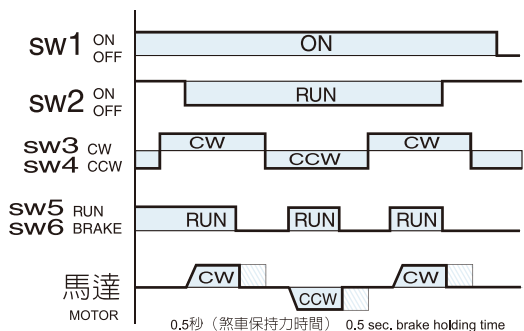 sw1 ON
OFF
ON
sw2 ON
OFF
RUN
sw3 CW
sw4 CCW
CW
CCW
CW
sw5 RUN
sw6 BRAKE
RUN
RUN
RUN
馬達
MOTOR
CW
CCW
CW
0.5秒（煞車保持力時間） 0.5 sec. brake holding time